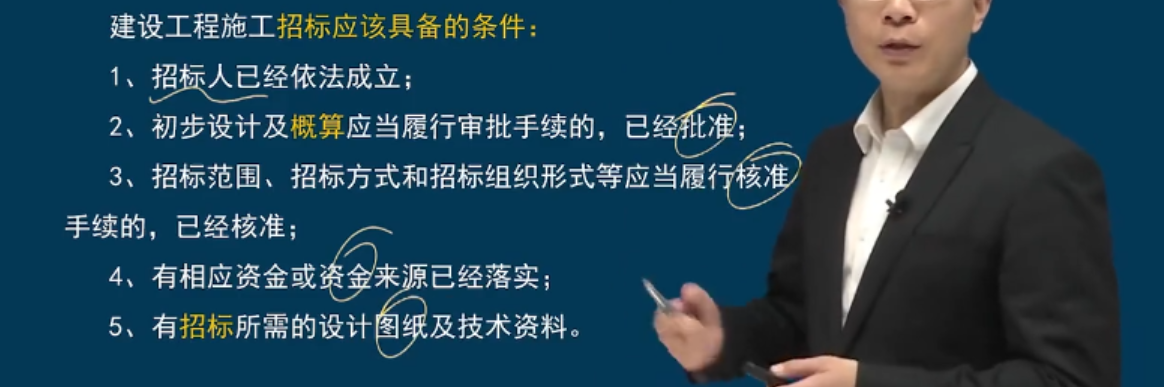 建设工程施工招标应该具备的条件：
1、招标人已经依法成立；
2、初步设计及概算应当履行审批手续的，已经批准；
3、招标范围、招标方式和招标组织形式等应当履行核准
手续的，已经核准；
4、有相应资金或资金来源已经落实；
5、有招标所需的设计图纸及技术资料。